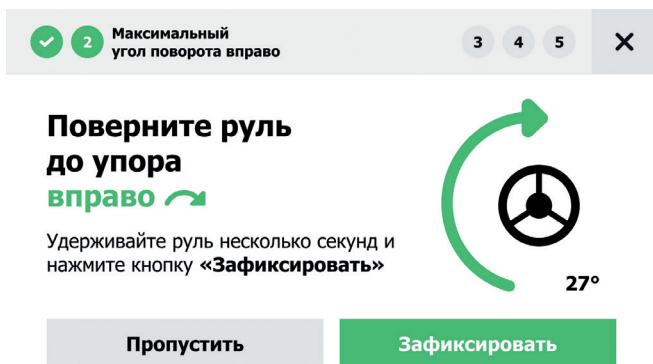 2 Максимальный
угол поворота вправо
3 4 5
Поверните руль
до упора
вправо
Удерживайте руль несколько секунд и
нажмите кнопку «Зафиксировать»
27°
Пропустить
Зафиксировать